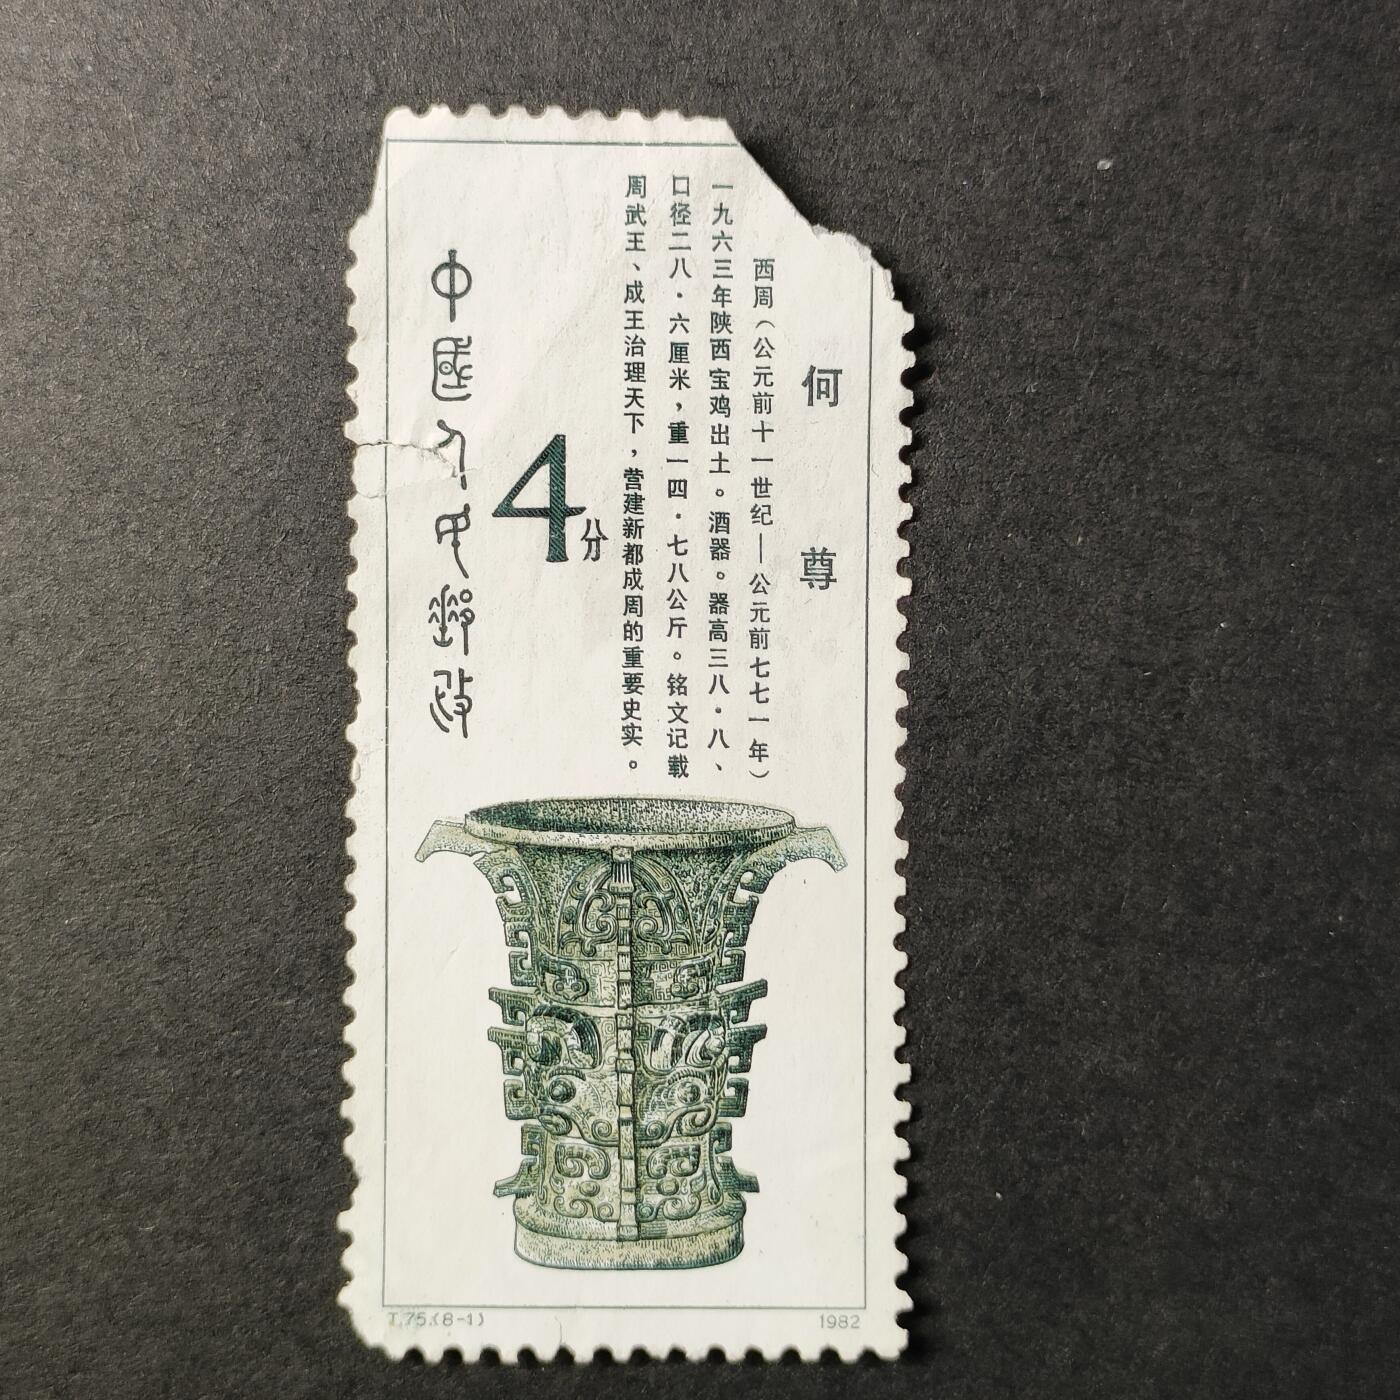 何尊
西周（公元前十一世纪—公元前七七一年）
一九六三年陕西宝鸡出土。酒器。器高三八·八、
口径二八·六厘米，重一四·七八公斤。铭文记载
周武王、成王治理天下，营建新都成周的重要史实。
4分
中國人民郵政
T.75.(8-1)
1982